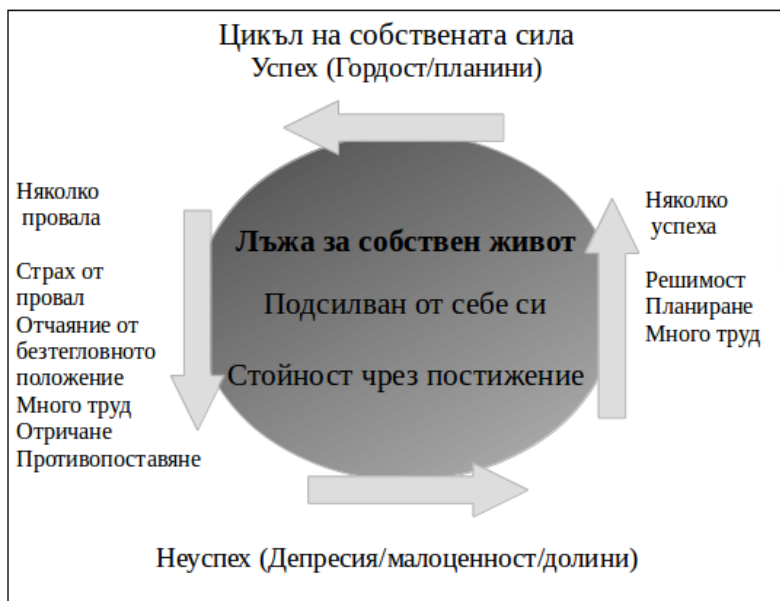 Цикъл на собствената сила
Успех (Гордост/планини)
Няколко
провала
Страх от
провал
Отчаяние от
безтегловното
положение
Много труд
Отричане
Противопоставяне
Лъжа за собствен живот
Подсилван от себе си
Стойност чрез постижение
Няколко
успеха
Решимост
Планиране
Много труд
Неуспех (Депресия/малоценност/долини)